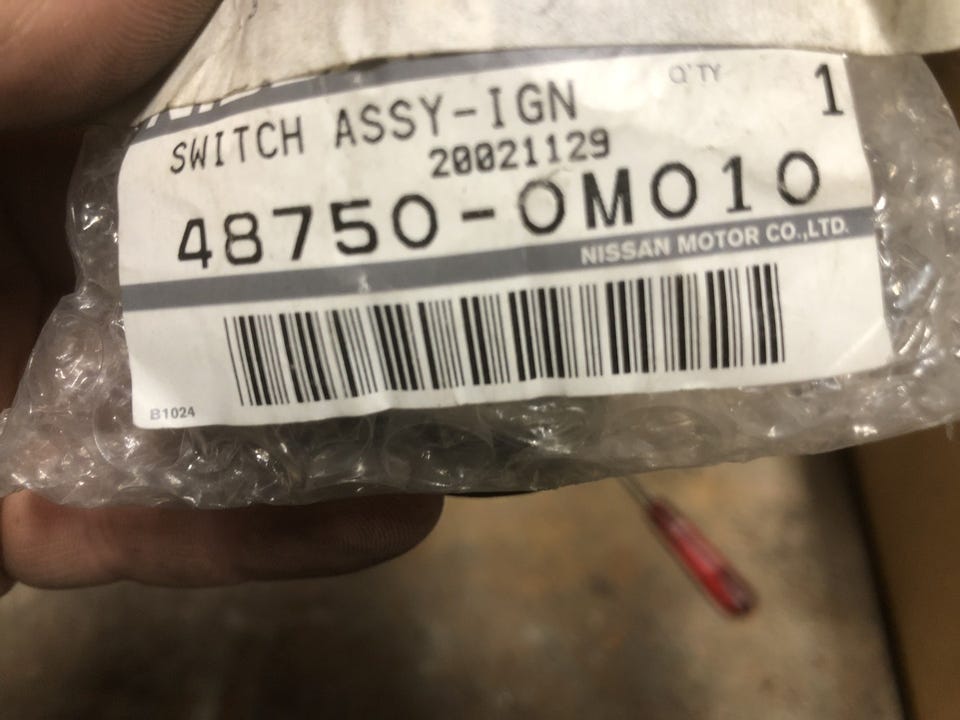 Q'TY 1
SWITCH ASSY-IGN
20021129
48750-0M010
NISSAN MOTOR CO.,LTD.
B1024